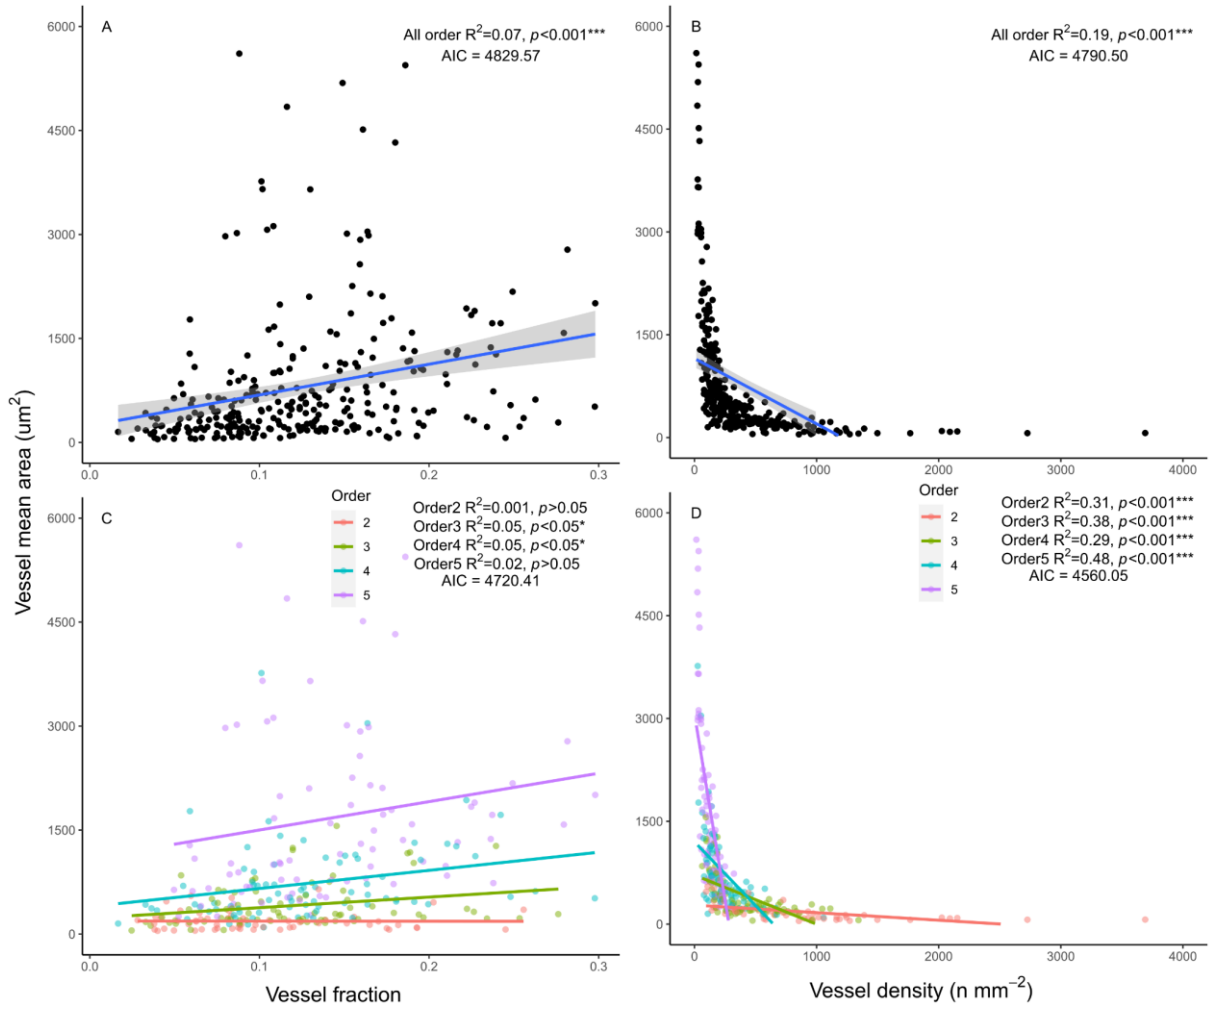 A
All order R²=0.07, p<0.001***
AIC = 4829.57
6000
4500
3000
1500
0
0.0 0.1 0.2 0.3
B
All order R²=0.19, p<0.001***
AIC = 4790.50
6000
4500
3000
1500
0
0 1000 2000 3000 4000
Vessel mean area (um²)
C
Order
2
3
4
5
Order2 R²=0.001, p>0.05
Order3 R²=0.05, p<0.05*
Order4 R²=0.05, p<0.05*
Order5 R²=0.02, p>0.05
AIC = 4720.41
6000
4500
3000
1500
0
0.0 0.1 0.2 0.3
Vessel fraction
D
Order
2
3
4
5
Order2 R²=0.31, p<0.001***
Order3 R²=0.38, p<0.001***
Order4 R²=0.29, p<0.001***
Order5 R²=0.48, p<0.001***
AIC = 4560.05
6000
4500
3000
1500
0
0 1000 2000 3000 4000
Vessel density (n mm⁻²)